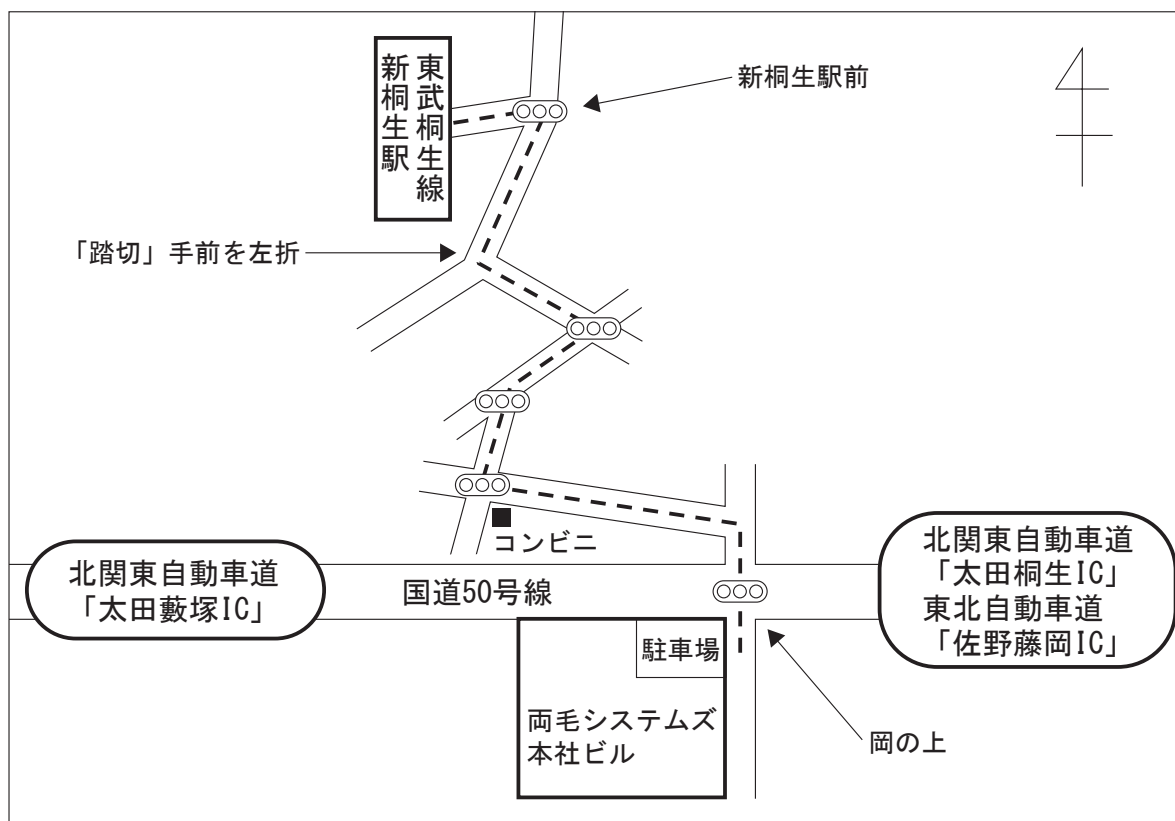 東武桐生線
新桐生駅
新桐生駅前
「踏切」手前を左折
コンビニ
北関東自動車道
「太田藪塚IC」
国道50号線
北関東自動車道
「太田桐生IC」
東北自動車道
「佐野藤岡IC」
駐車場
両毛システムズ
本社ビル
岡の上